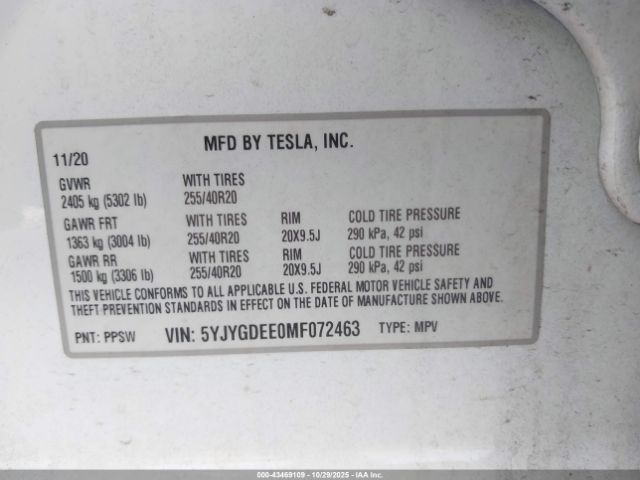 MFD BY TESLA, INC.
11/20
GVWR WITH TIRES
2405 kg (5302 lb) 255/40R20
GAWR FRT WITH TIRES RIM COLD TIRE PRESSURE
1363 kg (3004 lb) 255/40R20 20X9.5J 290 kPa, 42 psi
GAWR RR WITH TIRES RIM COLD TIRE PRESSURE
1500 kg (3306 lb) 255/40R20 20X9.5J 290 kPa, 42 psi
THIS VEHICLE CONFORMS TO ALL APPLICABLE U.S. FEDERAL MOTOR VEHICLE SAFETY AND
THEFT PREVENTION STANDARDS IN EFFECT ON THE DATE OF MANUFACTURE SHOWN ABOVE.
PNT: PPSW VIN: 5YJYGDEE0MF072463 TYPE: MPV
000-43469109 - 10/29/2025 - IAA Inc.